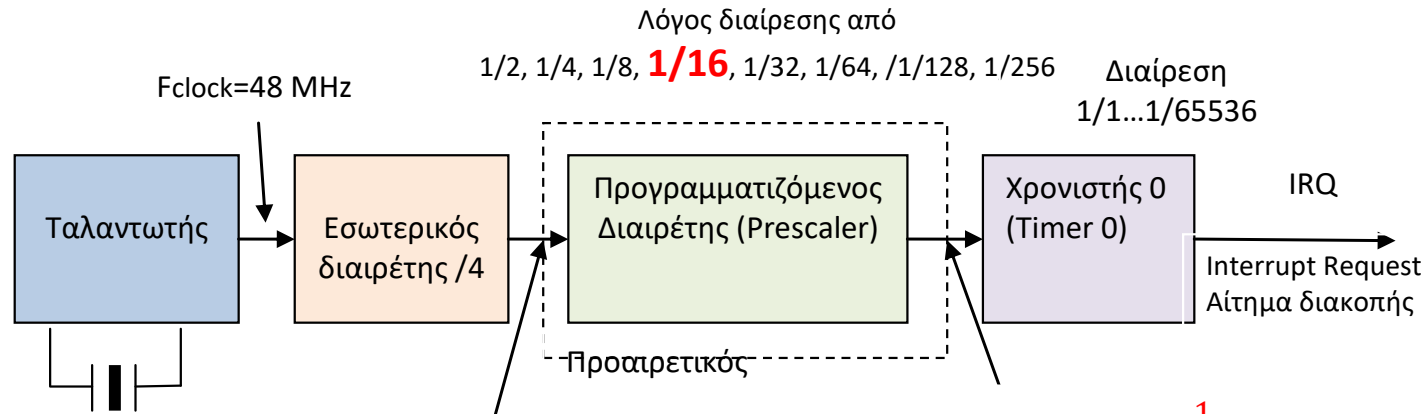 Λόγος διαίρεσης από
1/2, 1/4, 1/8, 1/16, 1/32, 1/64, /1/128, 1/256
Fclock=48 MHz
Διαίρεση
1/1...1/65536
Ταλαντωτής
Εσωτερικός
διαιρέτης /4
Προγραμματιζόμενος
Διαιρέτης (Prescaler)
Χρονιστής 0
(Timer 0)
IRQ
Interrupt Request
Αίτημα διακοπής
Προαιρετικός
1